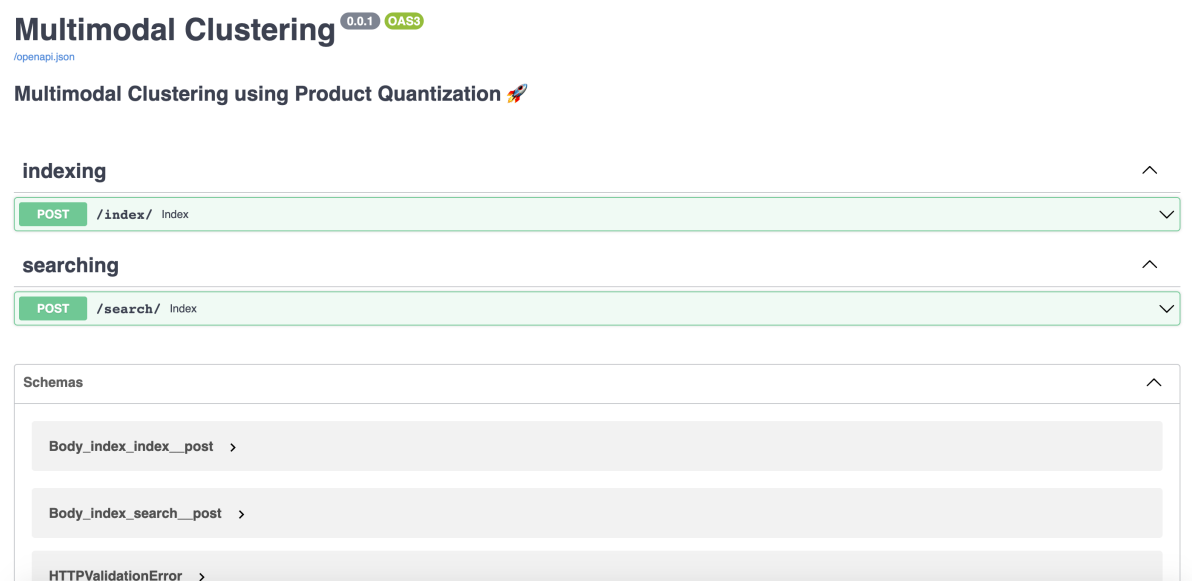 Multimodal Clustering 0.0.1 OAS3
/openapi.json
Multimodal Clustering using Product Quantization 🚀
indexing
POST /index/ Index
searching
POST /search/ Index
Schemas
Body_index_index__post
Body_index_search__post
HTTPValidationError